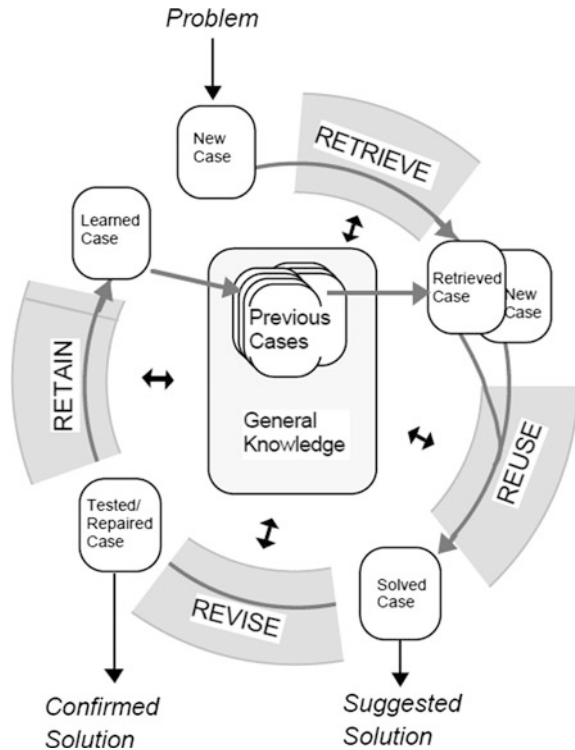 Problem
New
Case
RETRIEVE
Learned
Case
Retrieved
Case
New
Case
Previous
Cases
General
Knowledge
RETAIN
REUSE
Tested/
Repaired
Case
REVISE
Solved
Case
Confirmed
Solution
Suggested
Solution